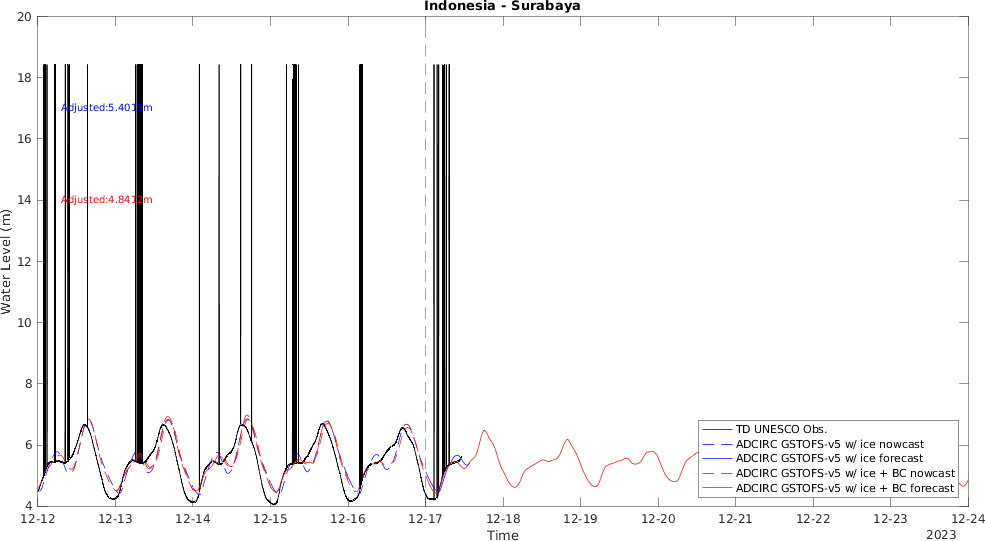 Indonesia - Surabaya
20
18
16
14
12
10
8
6
4
Water Level (m)
Adjusted:5.401 m
Adjusted:4.841 m
TD UNESCO Obs.
ADCIRC GSTOFS-v5 w/ ice nowcast
ADCIRC GSTOFS-v5 w/ ice forecast
ADCIRC GSTOFS-v5 w/ ice + BC nowcast
ADCIRC GSTOFS-v5 w/ ice + BC forecast
12-12 12-13 12-14 12-15 12-16 12-17 12-18 12-19 12-20 12-21 12-22 12-23 12-24
Time
2023